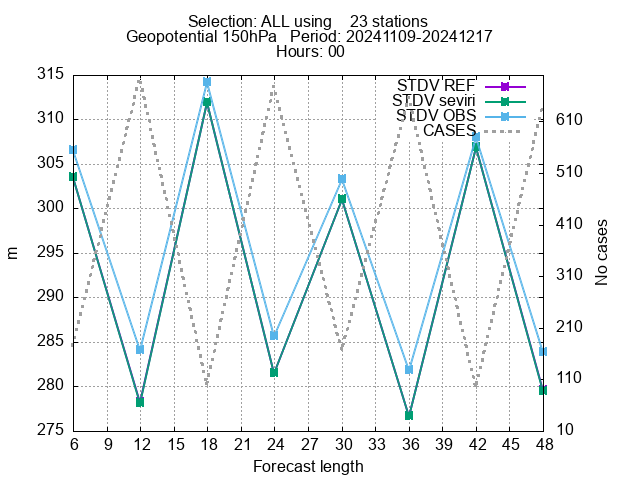 Selection: ALL using    23 stations
Geopotential 150hPa   Period: 20241109-20241217
Hours: 00
STDV REF
STDV seviri
STDV OBS
CASES
315
310
305
300
295
290
285
280
275
m
610
510
410
310
210
110
10
No cases
6 9 12 15 18 21 24 27 30 33 36 39 42 45 48
Forecast length